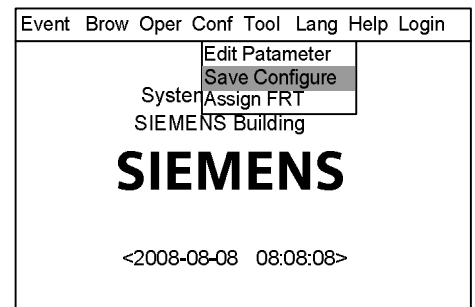 Event Brow Oper Conf Tool Lang Help Login
Edit Patameter
Save Configure
Assign FRT
SIEMENS Building
SIEMENS
<2008-08-08 08:08:08>